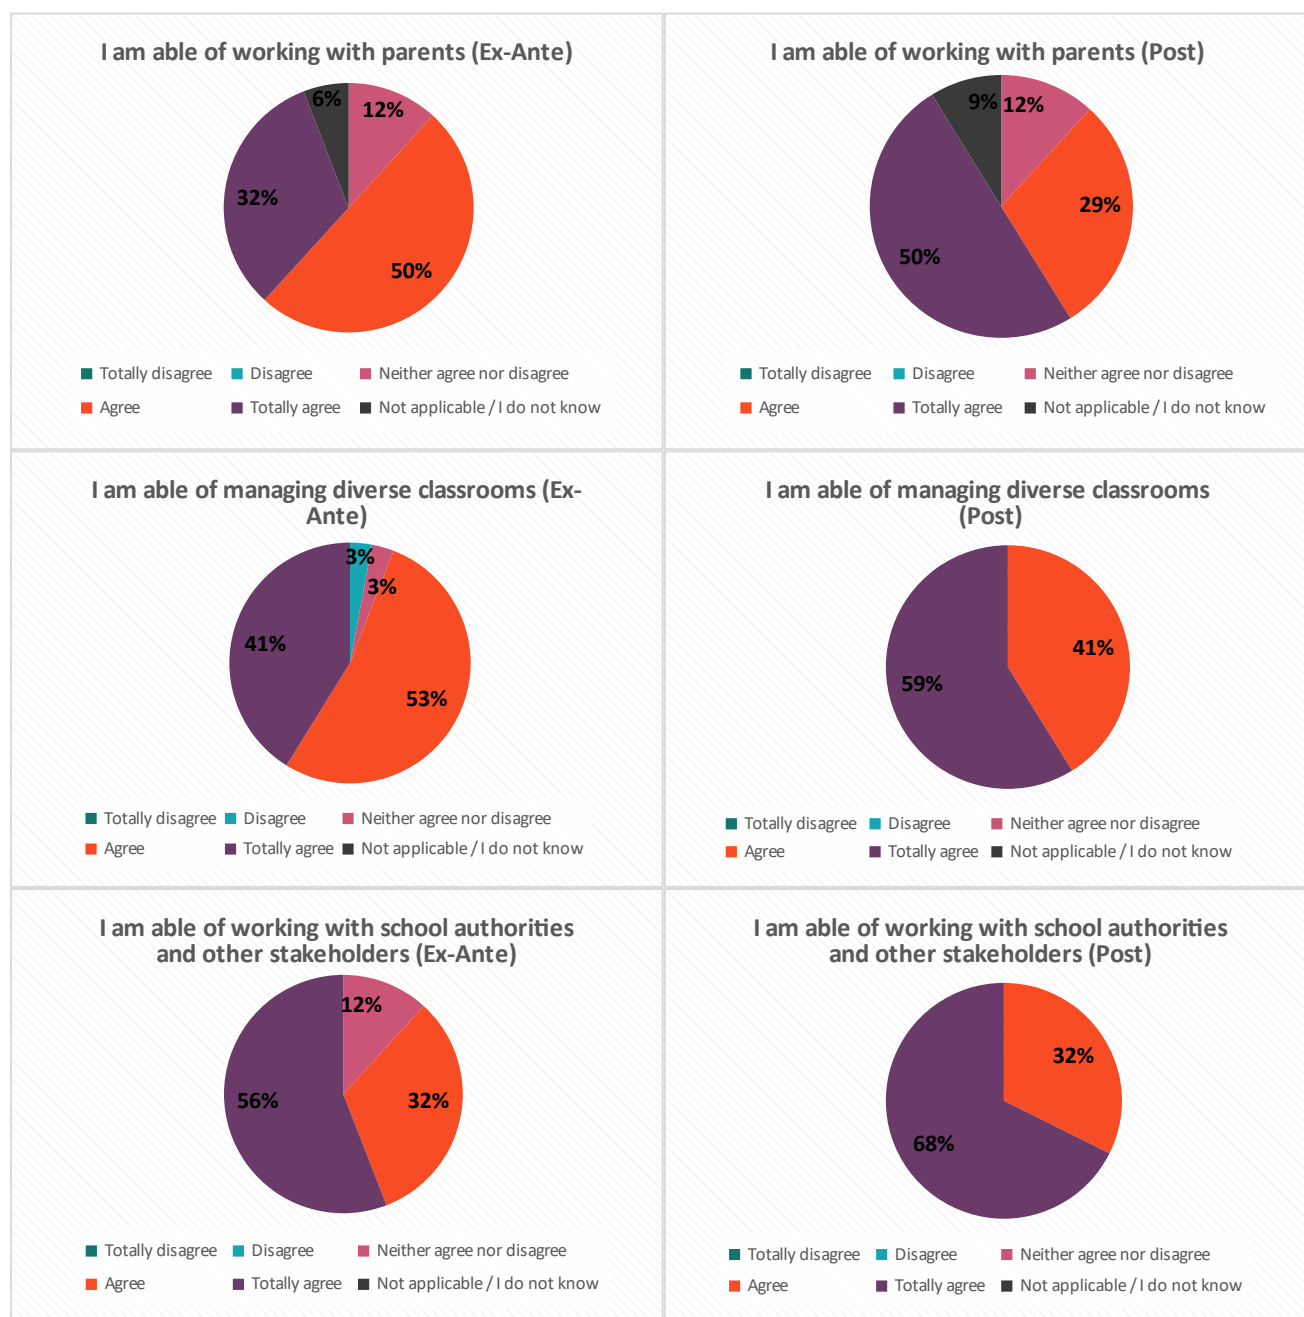 I am able of working with parents (Ex-Ante)
6%
12%
32%
50%
Totally disagree Disagree Neither agree nor disagree
Agree Totally agree Not applicable / I do not know
I am able of working with parents (Post)
9%
12%
29%
50%
Totally disagree Disagree Neither agree nor disagree
Agree Totally agree Not applicable / I do not know
I am able of managing diverse classrooms (Ex-
Ante)
3%
3%
41%
53%
Totally disagree Disagree Neither agree nor disagree
Agree Totally agree Not applicable / I do not know
I am able of managing diverse classrooms
(Post)
41%
59%
Totally disagree Disagree Neither agree nor disagree
Agree Totally agree Not applicable / I do not know
I am able of working with school authorities
and other stakeholders (Ex-Ante)
12%
56%
32%
Totally disagree Disagree Neither agree nor disagree
Agree Totally agree Not applicable / I do not know
I am able of working with school authorities
and other stakeholders (Post)
32%
68%
Totally disagree Disagree Neither agree nor disagree
Agree Totally agree Not applicable / I do not know